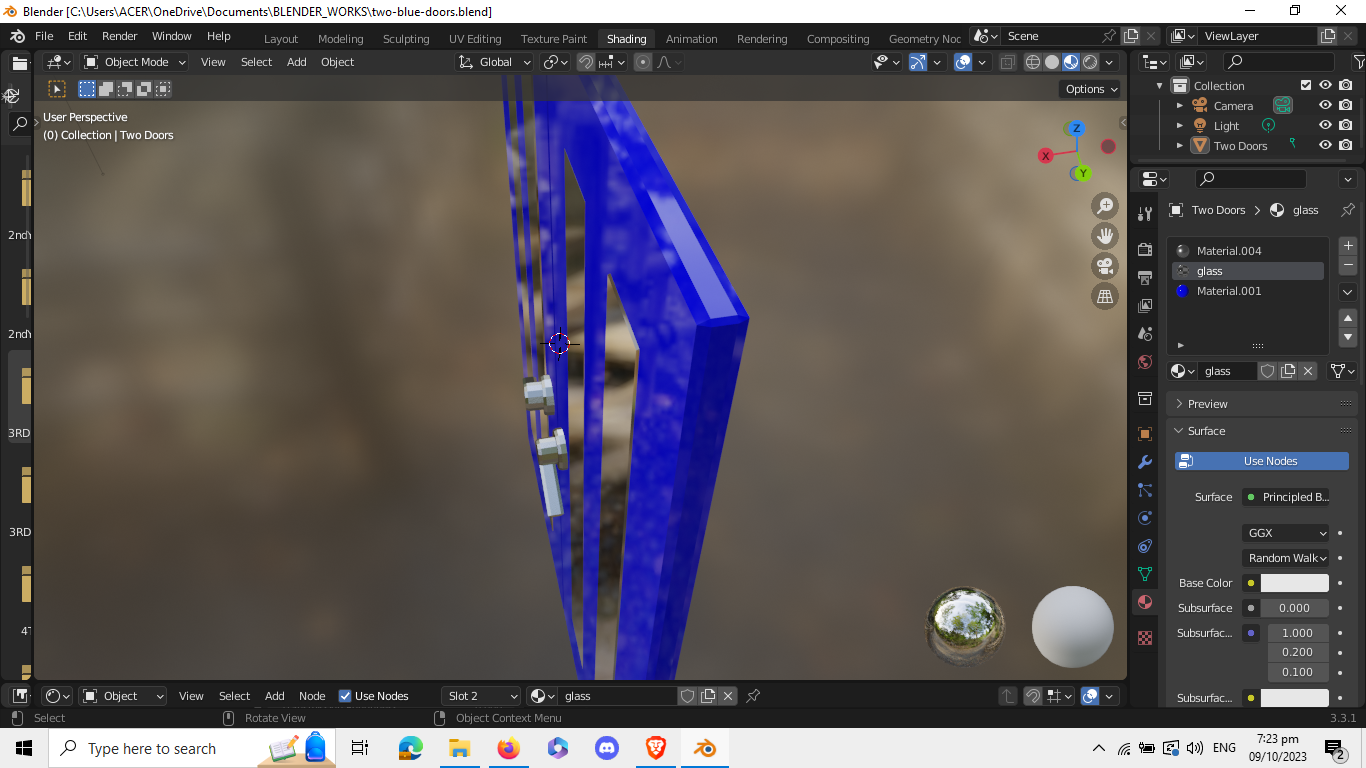 Blender [C:\Users\ACER\OneDrive\Documents\BLENDER_WORKS\two-blue-doors.blend]
File Edit Render Window Help Layout Modeling Sculpting UV Editing Texture Paint Shading Animation Rendering Compositing Geometry Noc Scene ViewLayer
Object Mode View Select Add Object Global
Options
User Perspective
(0) Collection | Two Doors
Z
X
Y
2ndY
2ndY
3RD
3RD
4T
Collection
Camera
Light
Two Doors
Two Doors > glass
Material.004
glass
Material.001
glass
Preview
Surface
Use Nodes
Surface Principled B...
GGX
Random Walk
Base Color
Subsurface 0.000
Subsurfac... 1.000
0.200
0.100
Subsurfac...
Object View Select Add Node Use Nodes Slot 2 glass
Select Rotate View Object Context Menu 3.3.1
Type here to search ENG 7:23 pm
09/10/2023 2